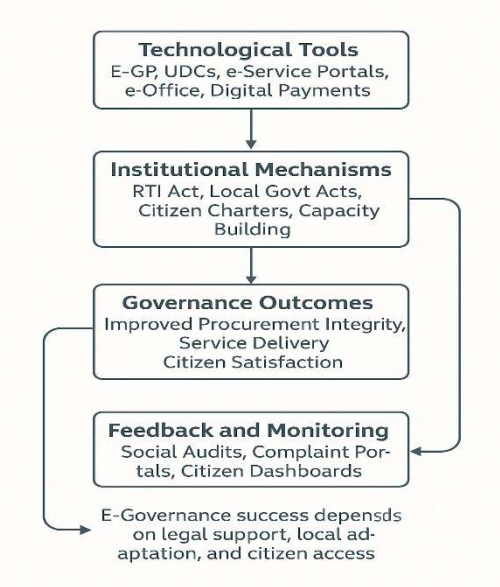 Technological Tools
E-GP, UDCs, e-Service Portals,
e-Office, Digital Payments
Institutional Mechanisms
RTI Act, Local Govt Acts,
Citizen Charters, Capacity
Building
Governance Outcomes
Improved Procurement Integrity,
Service Delivery
Citizen Satisfaction
Feedback and Monitoring
Social Audits, Complaint Por-
tals, Citizen Dashboards
E-Governance success depends
on legal support, local ad-
aptation, and citizen access